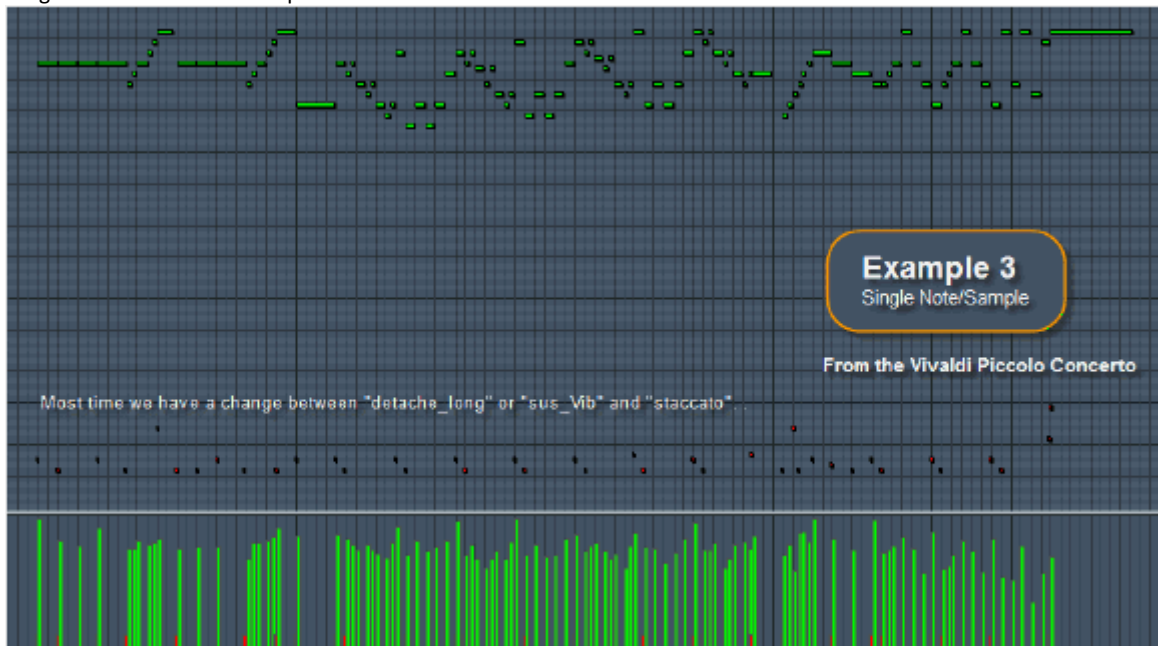 Example 3
Single Note/Sample
From the Vivaldi Piccolo Concerto
Most time we have a change between "detache_long" or "sus_Vib" and "staccato"...